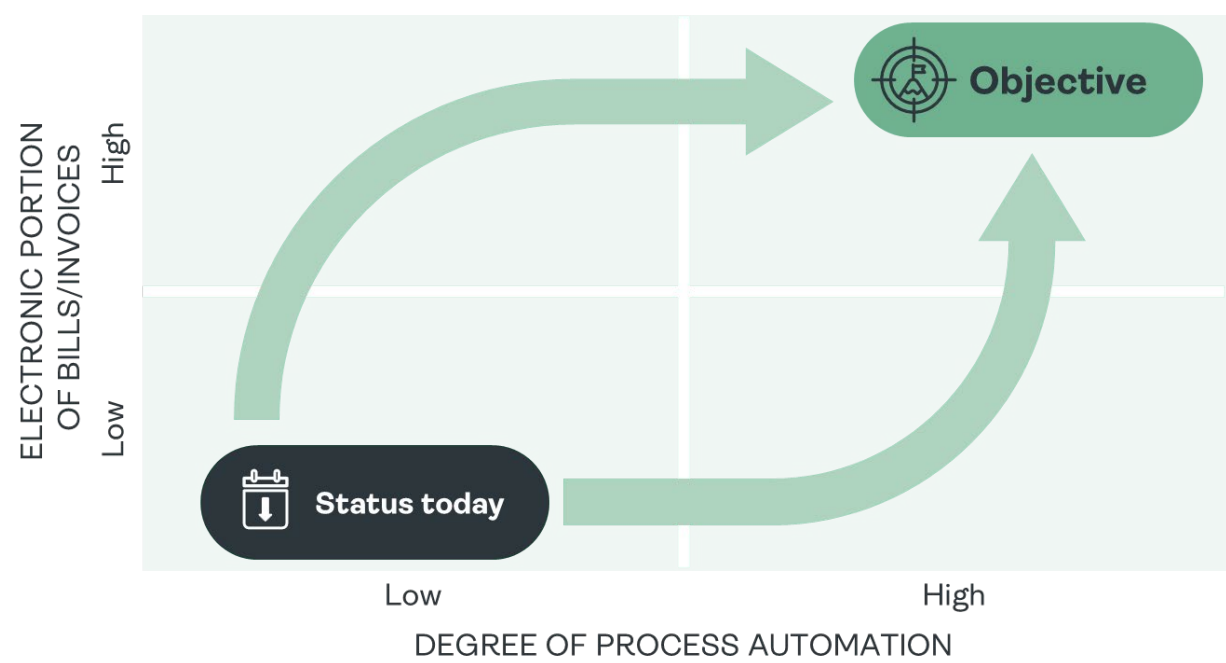 ELECTRONIC PORTION
OF BILLS/INVOICES
High
Low
Objective
Status today
Low
High
DEGREE OF PROCESS AUTOMATION